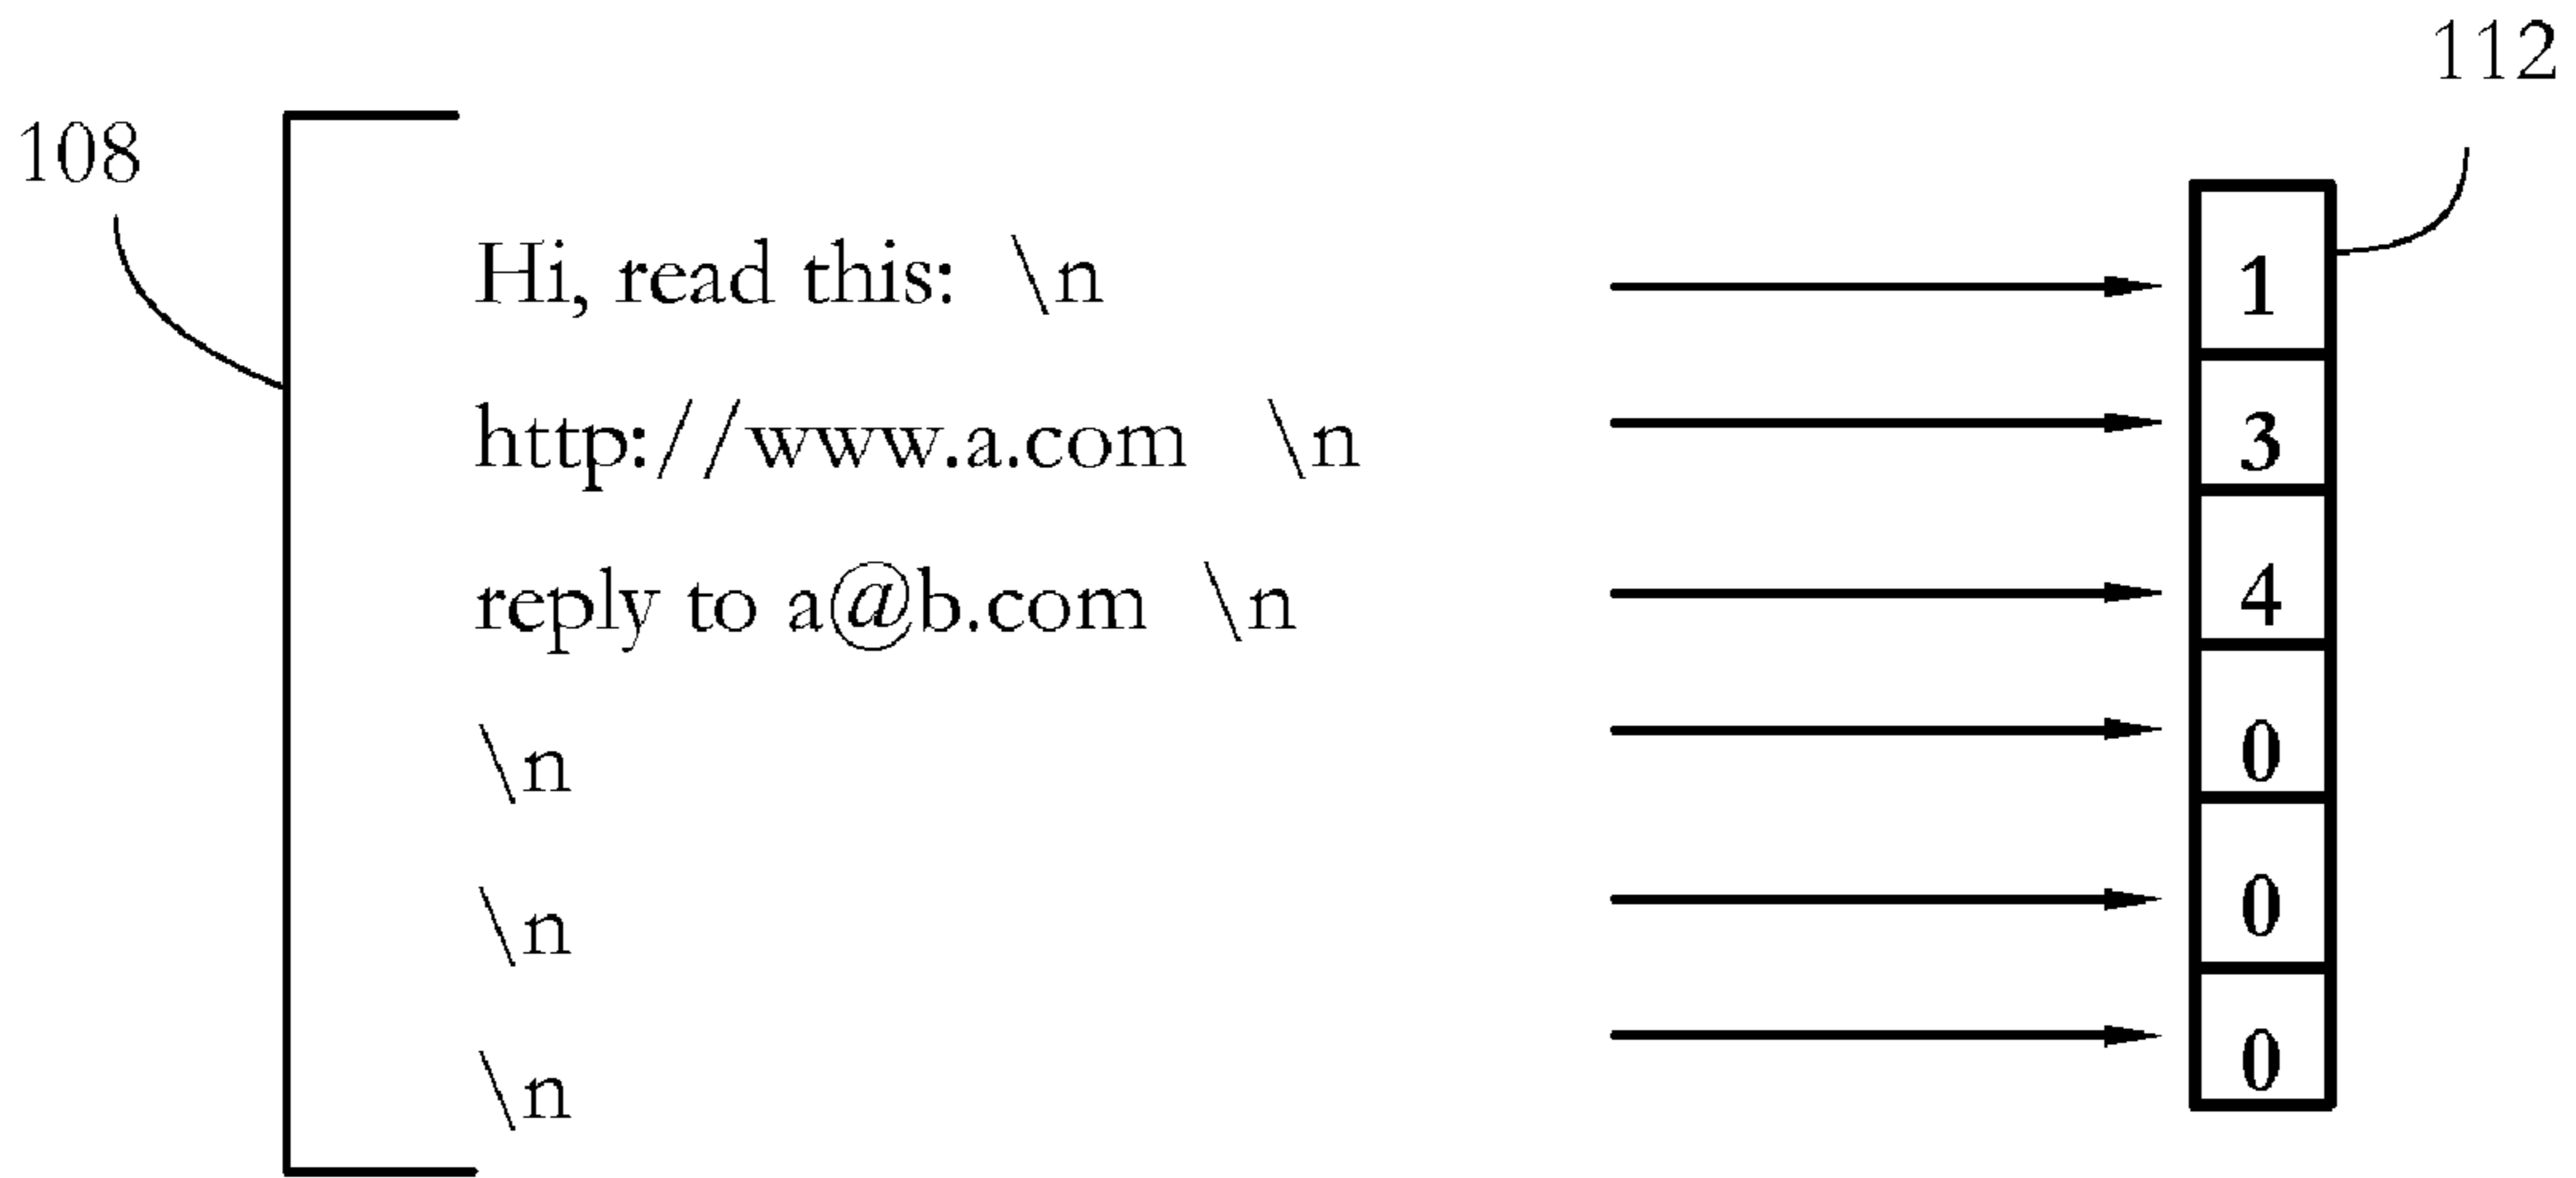 112
108
Hi, read this: \n
1
http://www.a.com \n
3
reply to a@b.com \n
4
\n
0
\n
0
\n
0